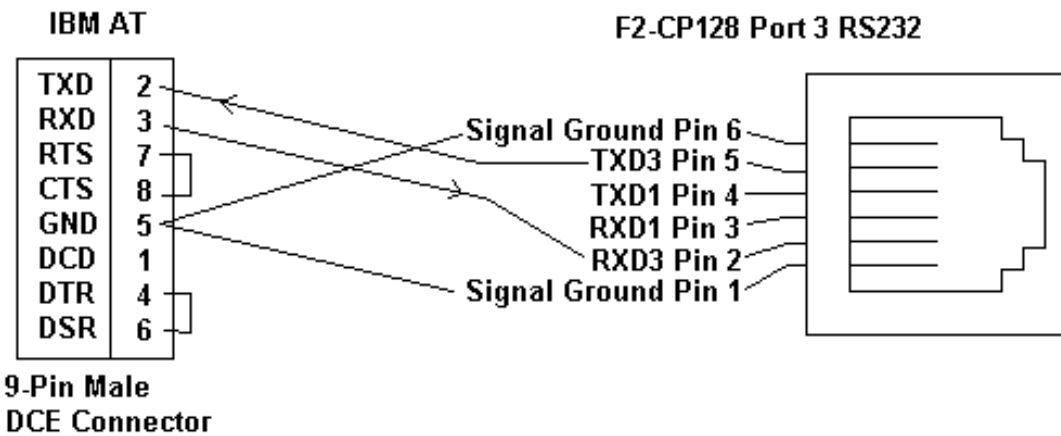 IBM AT
F2-CP128 Port 3 RS232
TXD 2
RXD 3
RTS 7
CTS 8
GND 5
DCD 1
DTR 4
DSR 6
Signal Ground Pin 6
TXD3 Pin 5
TXD1 Pin 4
RXD1 Pin 3
RXD3 Pin 2
Signal Ground Pin 1
9-Pin Male
DCE Connector